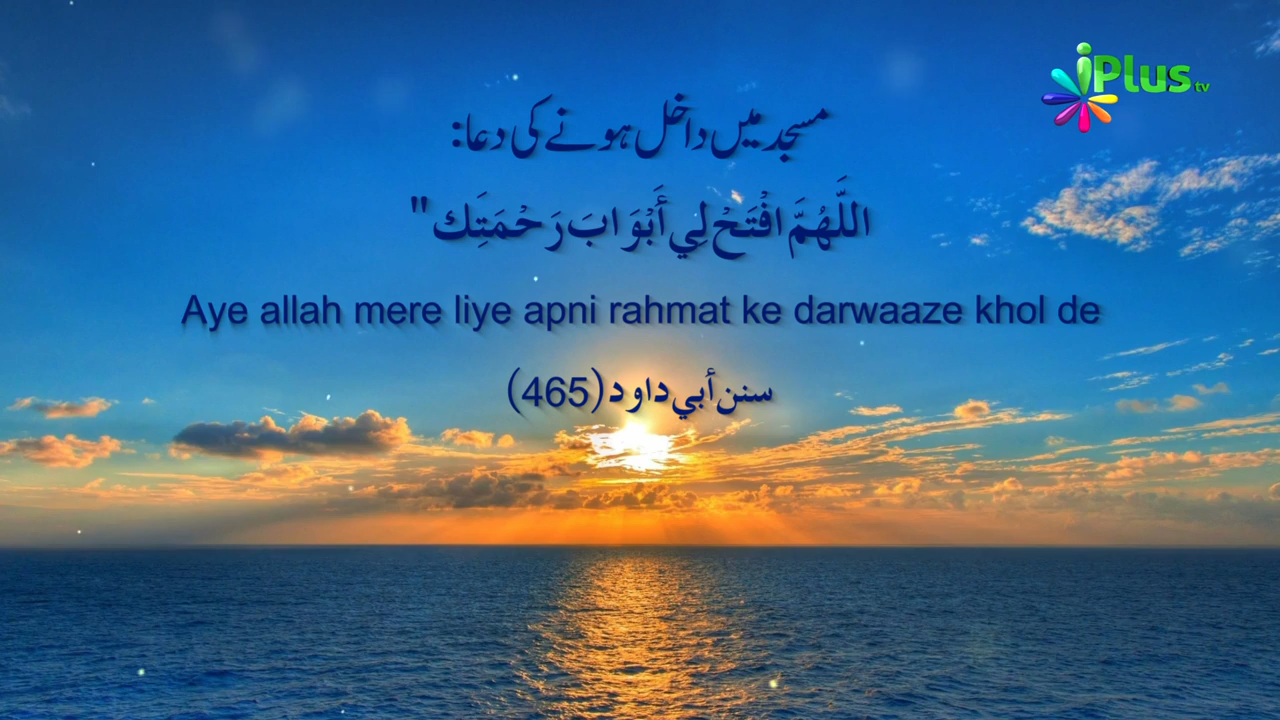 iPlus tv
مسجد میں داخل ہونے کی دعا:
اللَّهُمَّ افْتَحْ لِي أَبْوَابَ رَحْمَتِك "
Aye allah mere liye apni rahmat ke darwaaze khol de
سنن أبي داود (465)